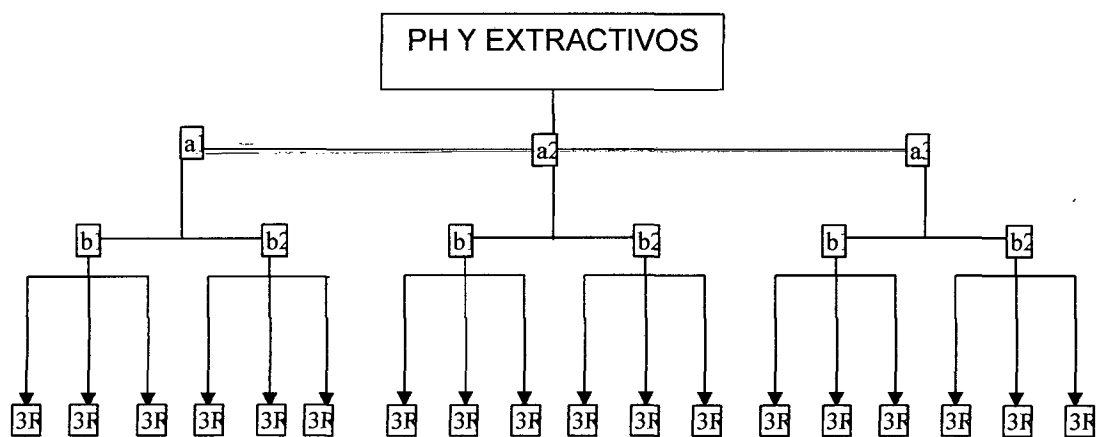 PH Y EXTRACTIVOS
a1 a2 a3
b1 b2 b1 b2 b1 b2
3R 3R 3R 3R 3R 3R 3R 3R 3R 3R 3R 3R 3R 3R 3R 3R 3R 3R